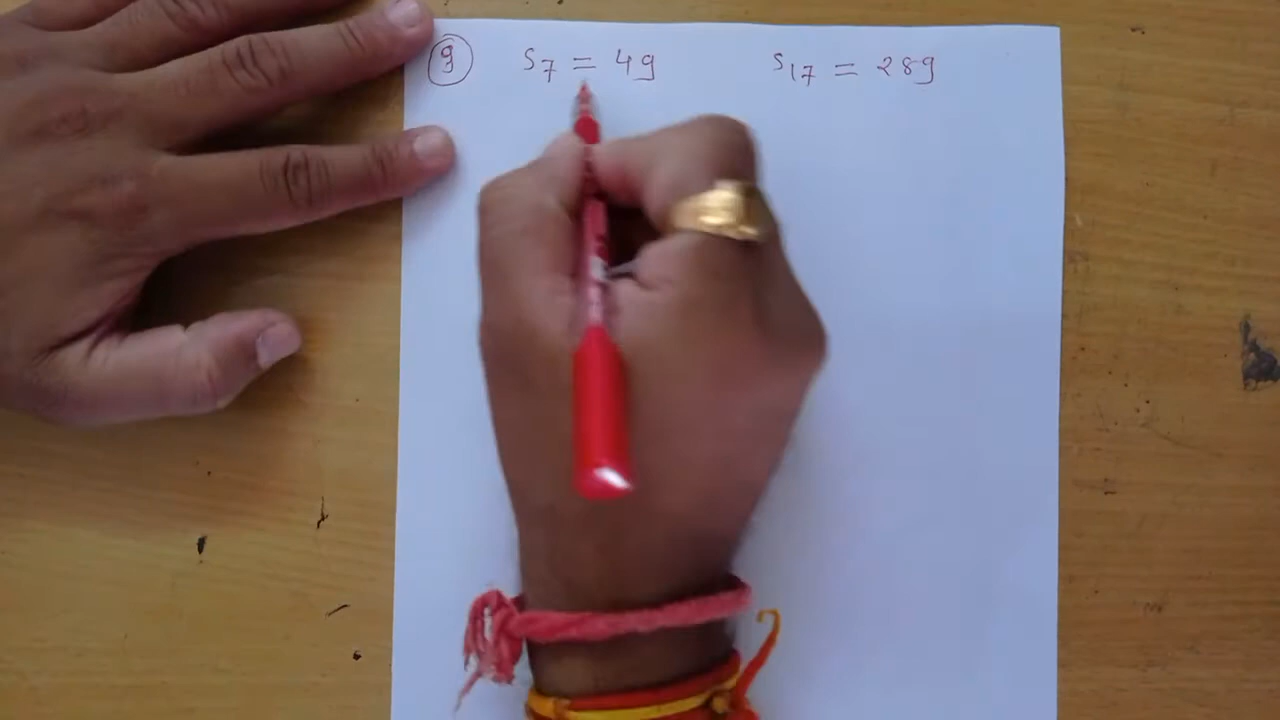 9 S7 = 49 S17 = 289